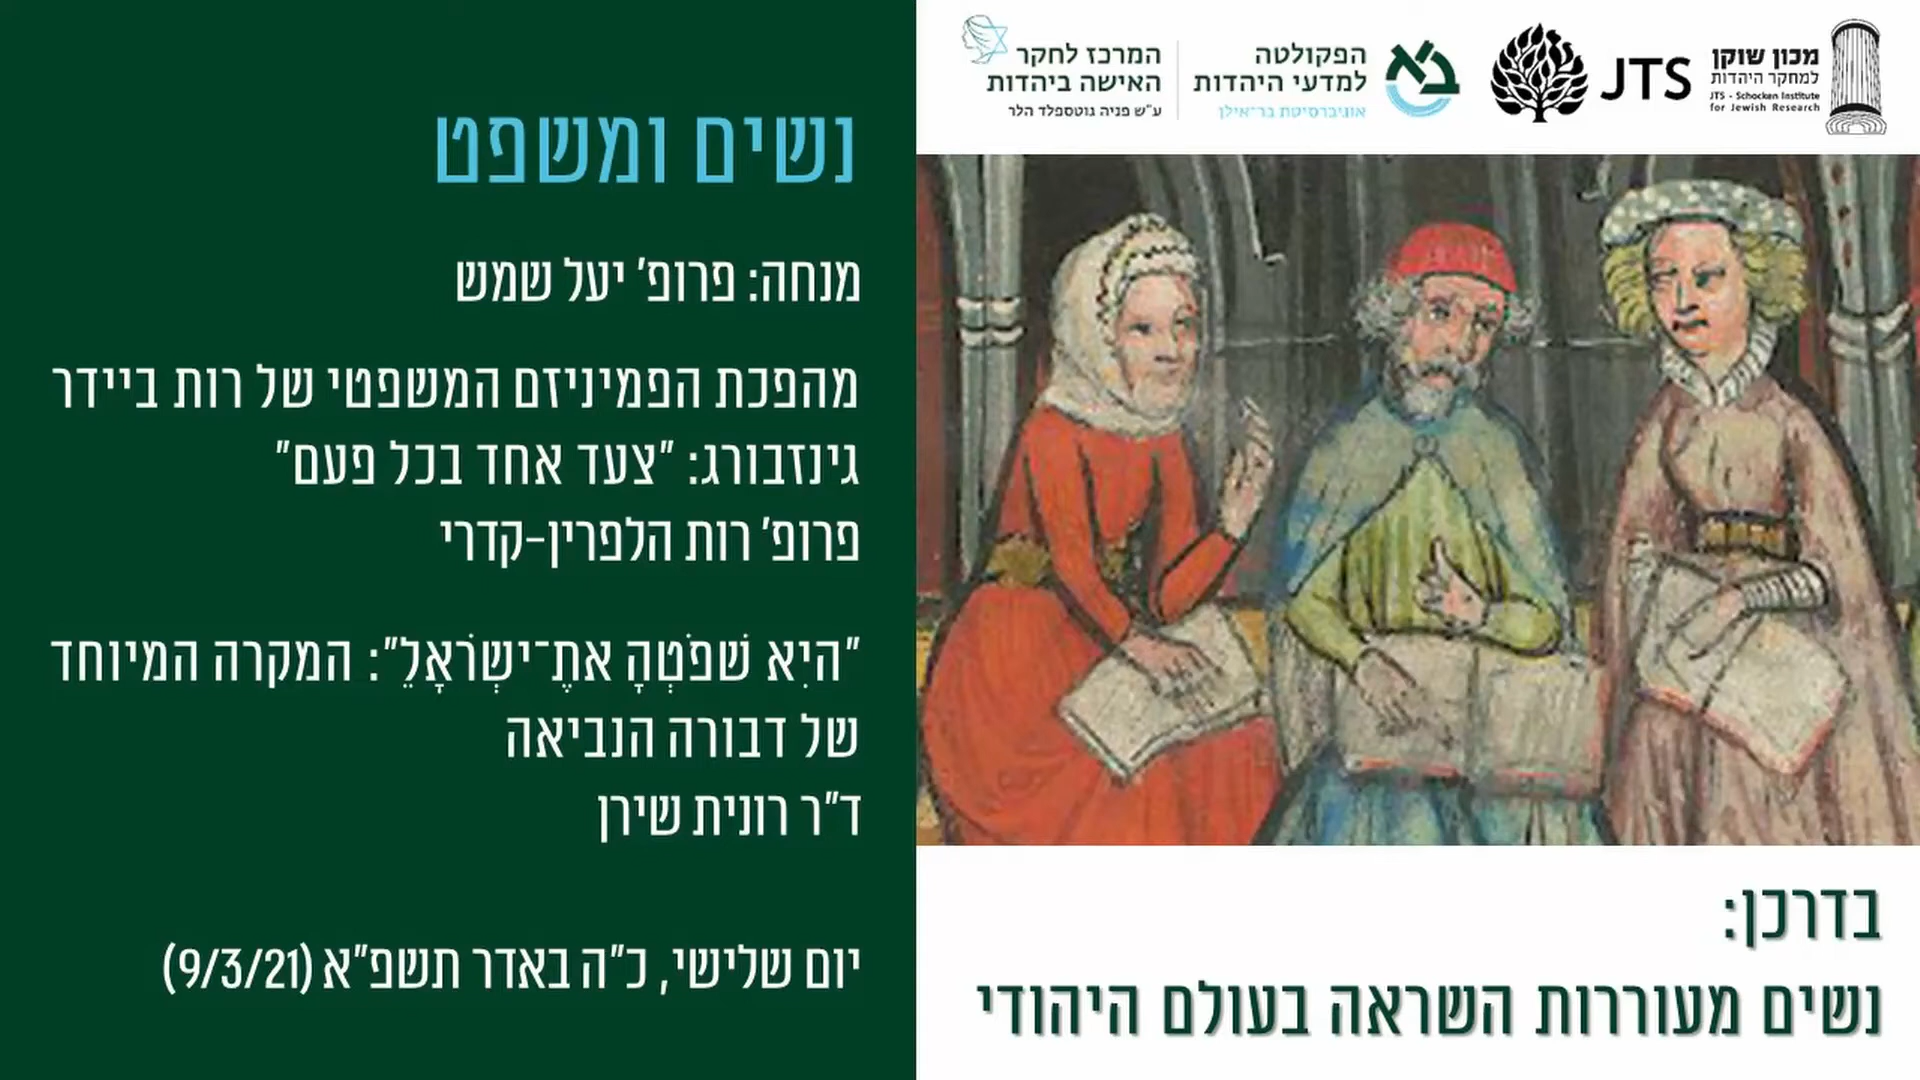 מכון שוקן
למחקר היהדות
JTS - Schocken Institute
for Jewish Research
JTS
בא
הפקולטה
למדעי היהדות
אוניברסיטת בר-אילן
המרכז לחקר
האישה ביהדות
ע"ש פניה גוטספלד הלר
נשים ומשפט
מנחה: פרופ' יעל שמש
מהפכת הפמיניזם המשפטי של רות ביידר
גינזבורג: "צעד אחד בכל פעם"
פרופ' רות הלפרין-קדרי
"היִא שֹׁפְטָה אֶת־יִשְׂרָאֵל": המקרה המיוחד
של דבורה הנביאה
ד"ר רונית שירן
יום שלישי, כ"ה באדר תשפ"א (9/3/21)
בדרכן:
נשים מעוררות השראה בעולם היהודי